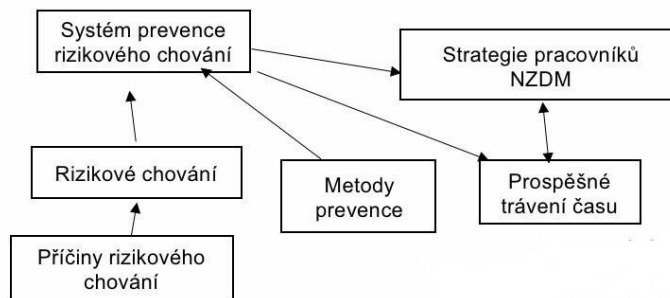 Systém prevence
rizikového chování
Strategie pracovníků
NZDM
Rizikové chování
Metody
prevence
Prospěšné
trávení času
Příčiny rizikového
chování